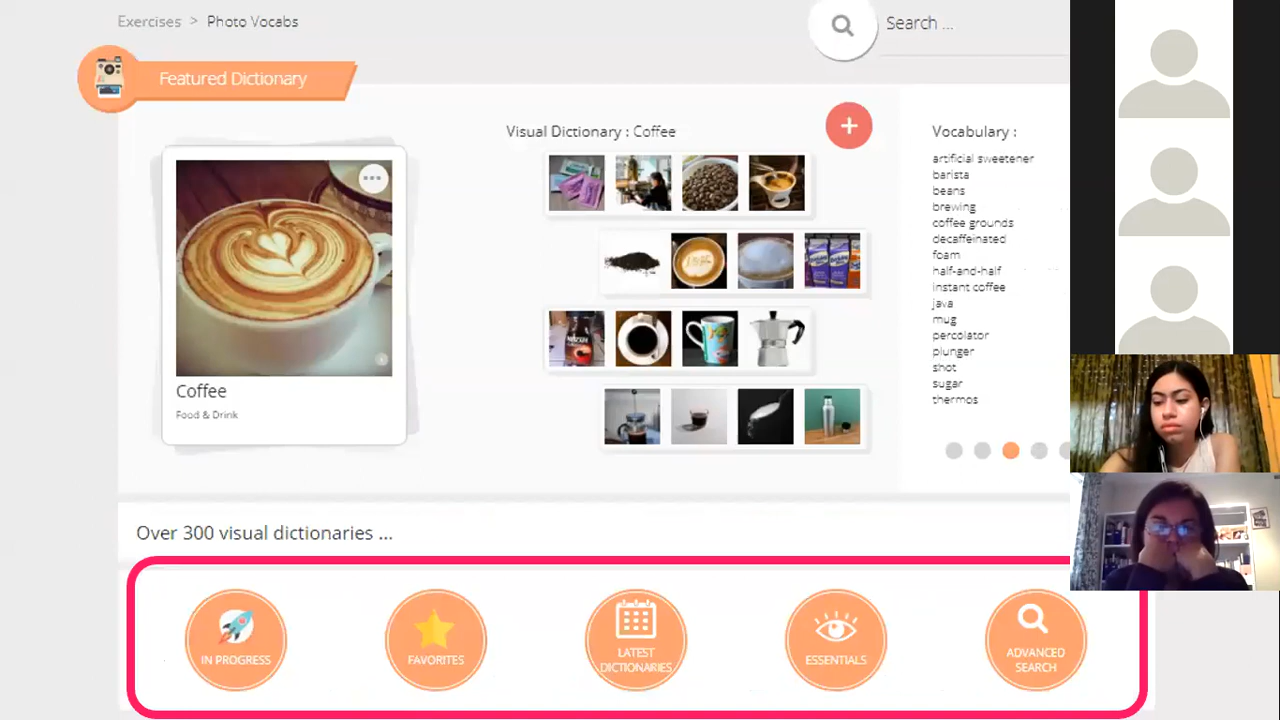 Exercises > Photo Vocabs
Search ...
Featured Dictionary
Visual Dictionary : Coffee
Vocabulary :
artificial sweetener
barista
beans
brewing
coffee grounds
decaffeinated
foam
half-and-half
instant coffee
java
mug
percolator
plunger
shot
sugar
thermos
Coffee
Food & Drink
Over 300 visual dictionaries ...
IN PROGRESS
FAVORITES
LATEST
DICTIONARIES
ESSENTIALS
ADVANCED
SEARCH